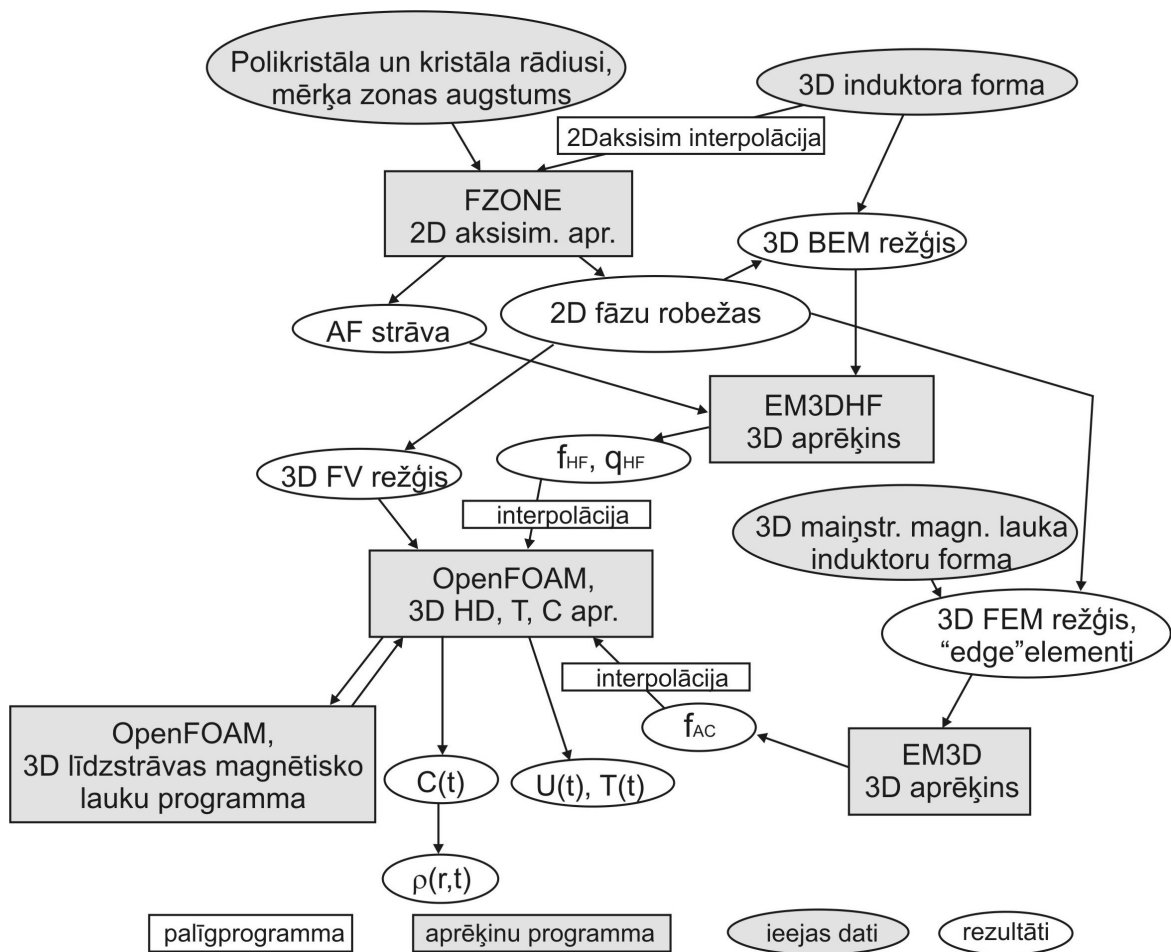 Polikristāla un kristāla rādiusi,
mērķa zonas augstums
3D induktora forma
2Daksisim interpolācija
FZONE
2D aksisim. apr.
3D BEM režģis
2D fāzu robežas
AF strāva
EM3DHF
3D aprēķins
fHF, qHF
3D FV režģis
interpolācija
3D maiņstr. magn. lauka
induktoru forma
OpenFOAM,
3D HD, T, C apr.
3D FEM režģis,
“edge”elementi
interpolācija
fAC
OpenFOAM,
3D līdzstrāvas magnētisko
lauku programma
EM3D
3D aprēķins
C(t)
U(t), T(t)
ρ(r,t)
palīgprogramma
aprēķinu programma
ieejas dati
rezultāti